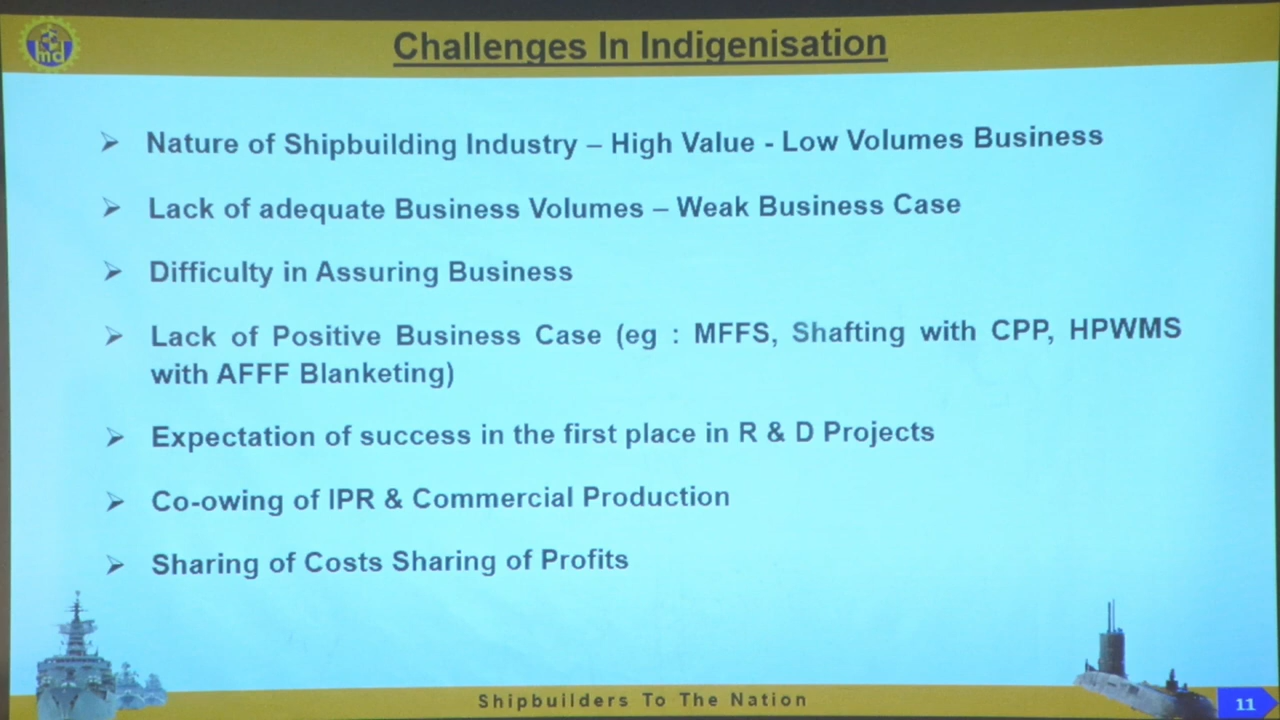 md
Challenges In Indigenisation
➢ Nature of Shipbuilding Industry – High Value - Low Volumes Business
➢ Lack of adequate Business Volumes – Weak Business Case
➢ Difficulty in Assuring Business
➢ Lack of Positive Business Case (eg : MFFS, Shafting with CPP, HPWMS
with AFFF Blanketing)
➢ Expectation of success in the first place in R & D Projects
➢ Co-owing of IPR & Commercial Production
➢ Sharing of Costs Sharing of Profits
Shipbuilders To The Nation
11